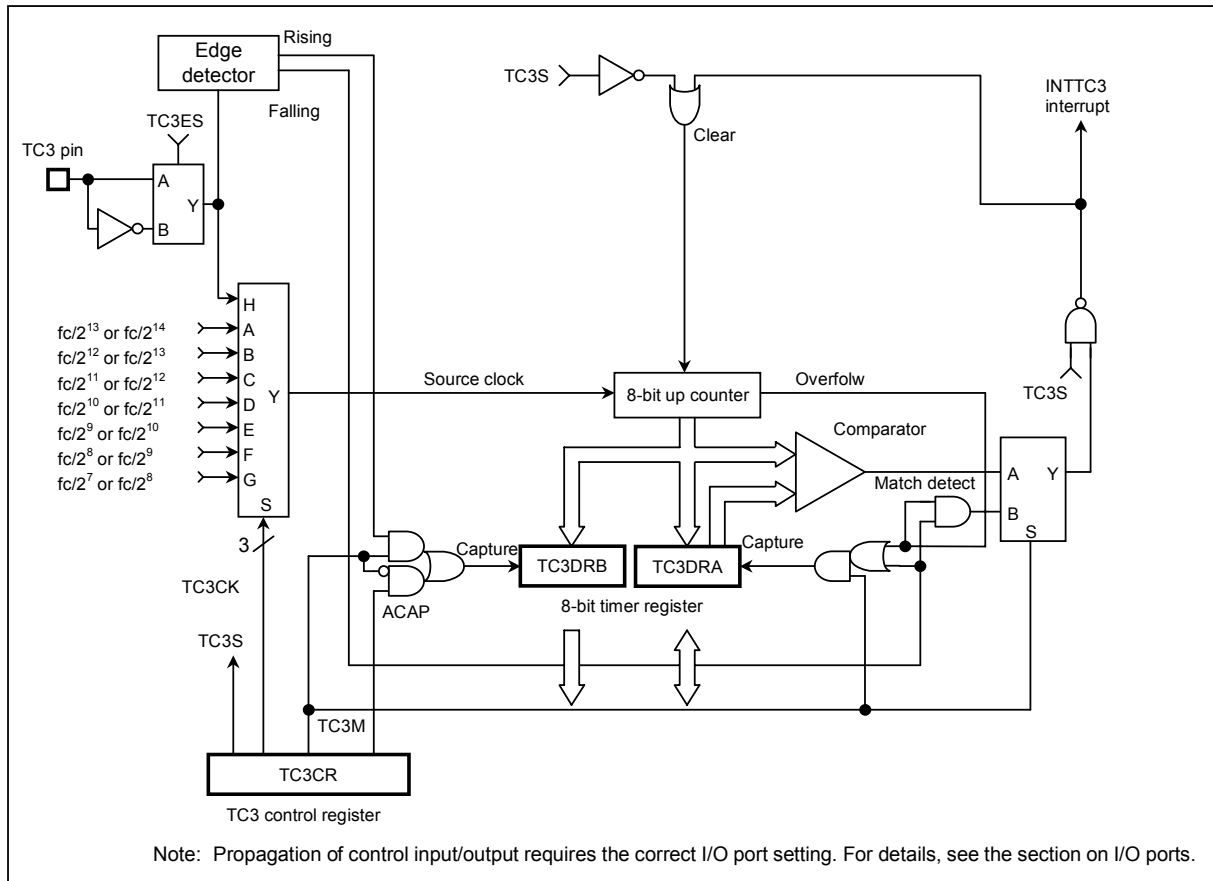 Rising
Edge
detector
Falling
TC3S
INTTC3
interrupt
Clear
TC3ES
TC3 pin
A
Y
B
H
fc/2¹³ or fc/2¹⁴
A
fc/2¹² or fc/2¹³
B
fc/2¹¹ or fc/2¹²
C
fc/2¹⁰ or fc/2¹¹
D
fc/2⁹ or fc/2¹⁰
E
fc/2⁸ or fc/2⁹
F
fc/2⁷ or fc/2⁸
G
Y
S
Source clock
8-bit up counter
Overfolw
TC3S
Comparator
Match detect
A
Y
B
S
3
TC3CK
Capture
TC3DRB
TC3DRA
Capture
ACAP
8-bit timer register
TC3S
TC3M
TC3CR
TC3 control register
Note: Propagation of control input/output requires the correct I/O port setting. For details, see the section on I/O ports.